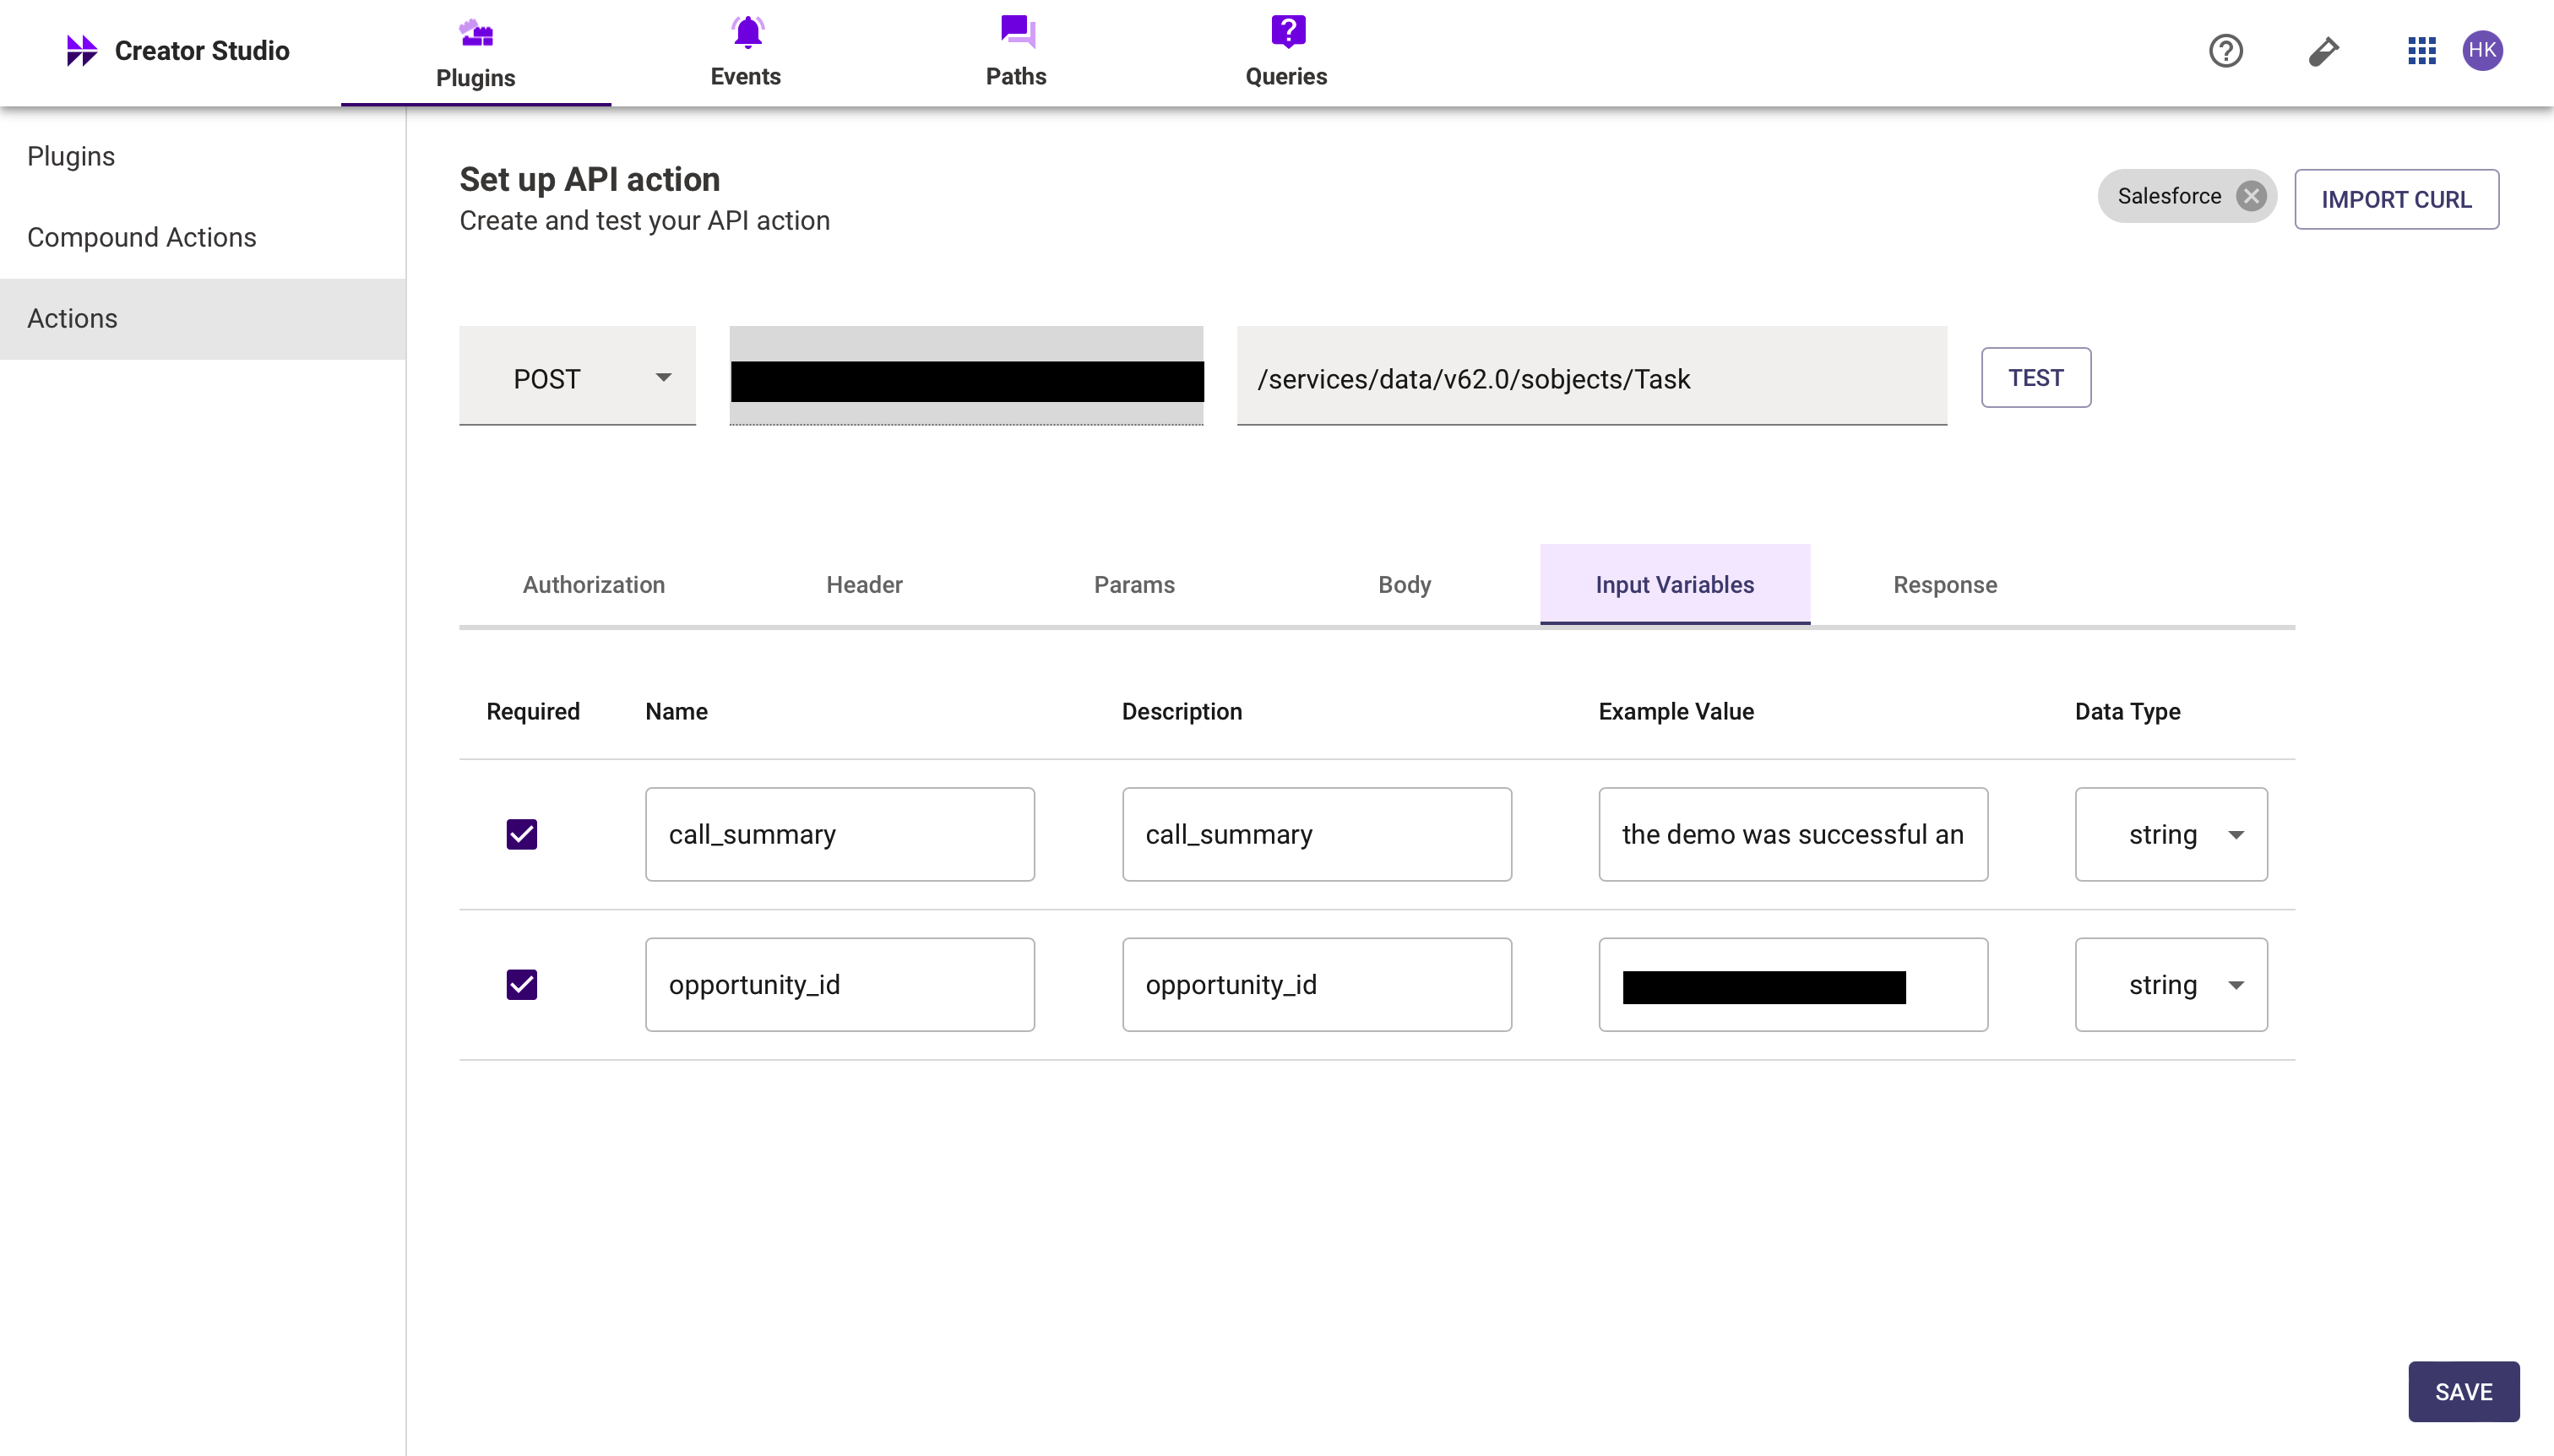 Creator Studio
Plugins
Events
Paths
Queries
HK
Plugins
Compound Actions
Actions
Set up API action
Create and test your API action
Salesforce
IMPORT CURL
POST
/services/data/v62.0/sobjects/Task
TEST
Authorization
Header
Params
Body
Input Variables
Response
Required
Name
Description
Example Value
Data Type
call_summary
call_summary
the demo was successful an
string
opportunity_id
opportunity_id
string
SAVE